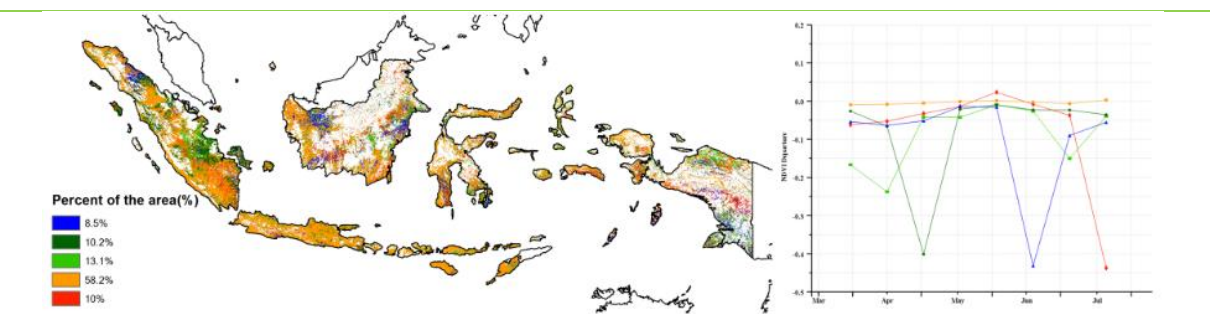 Percent of the area(%)
8.5%
10.2%
13.1%
58.2%
10%
0.2
0.1
0.0
-0.1
-0.2
-0.3
-0.4
-0.5
NDVI Departure
Mar
Apr
May
Jun
Jul